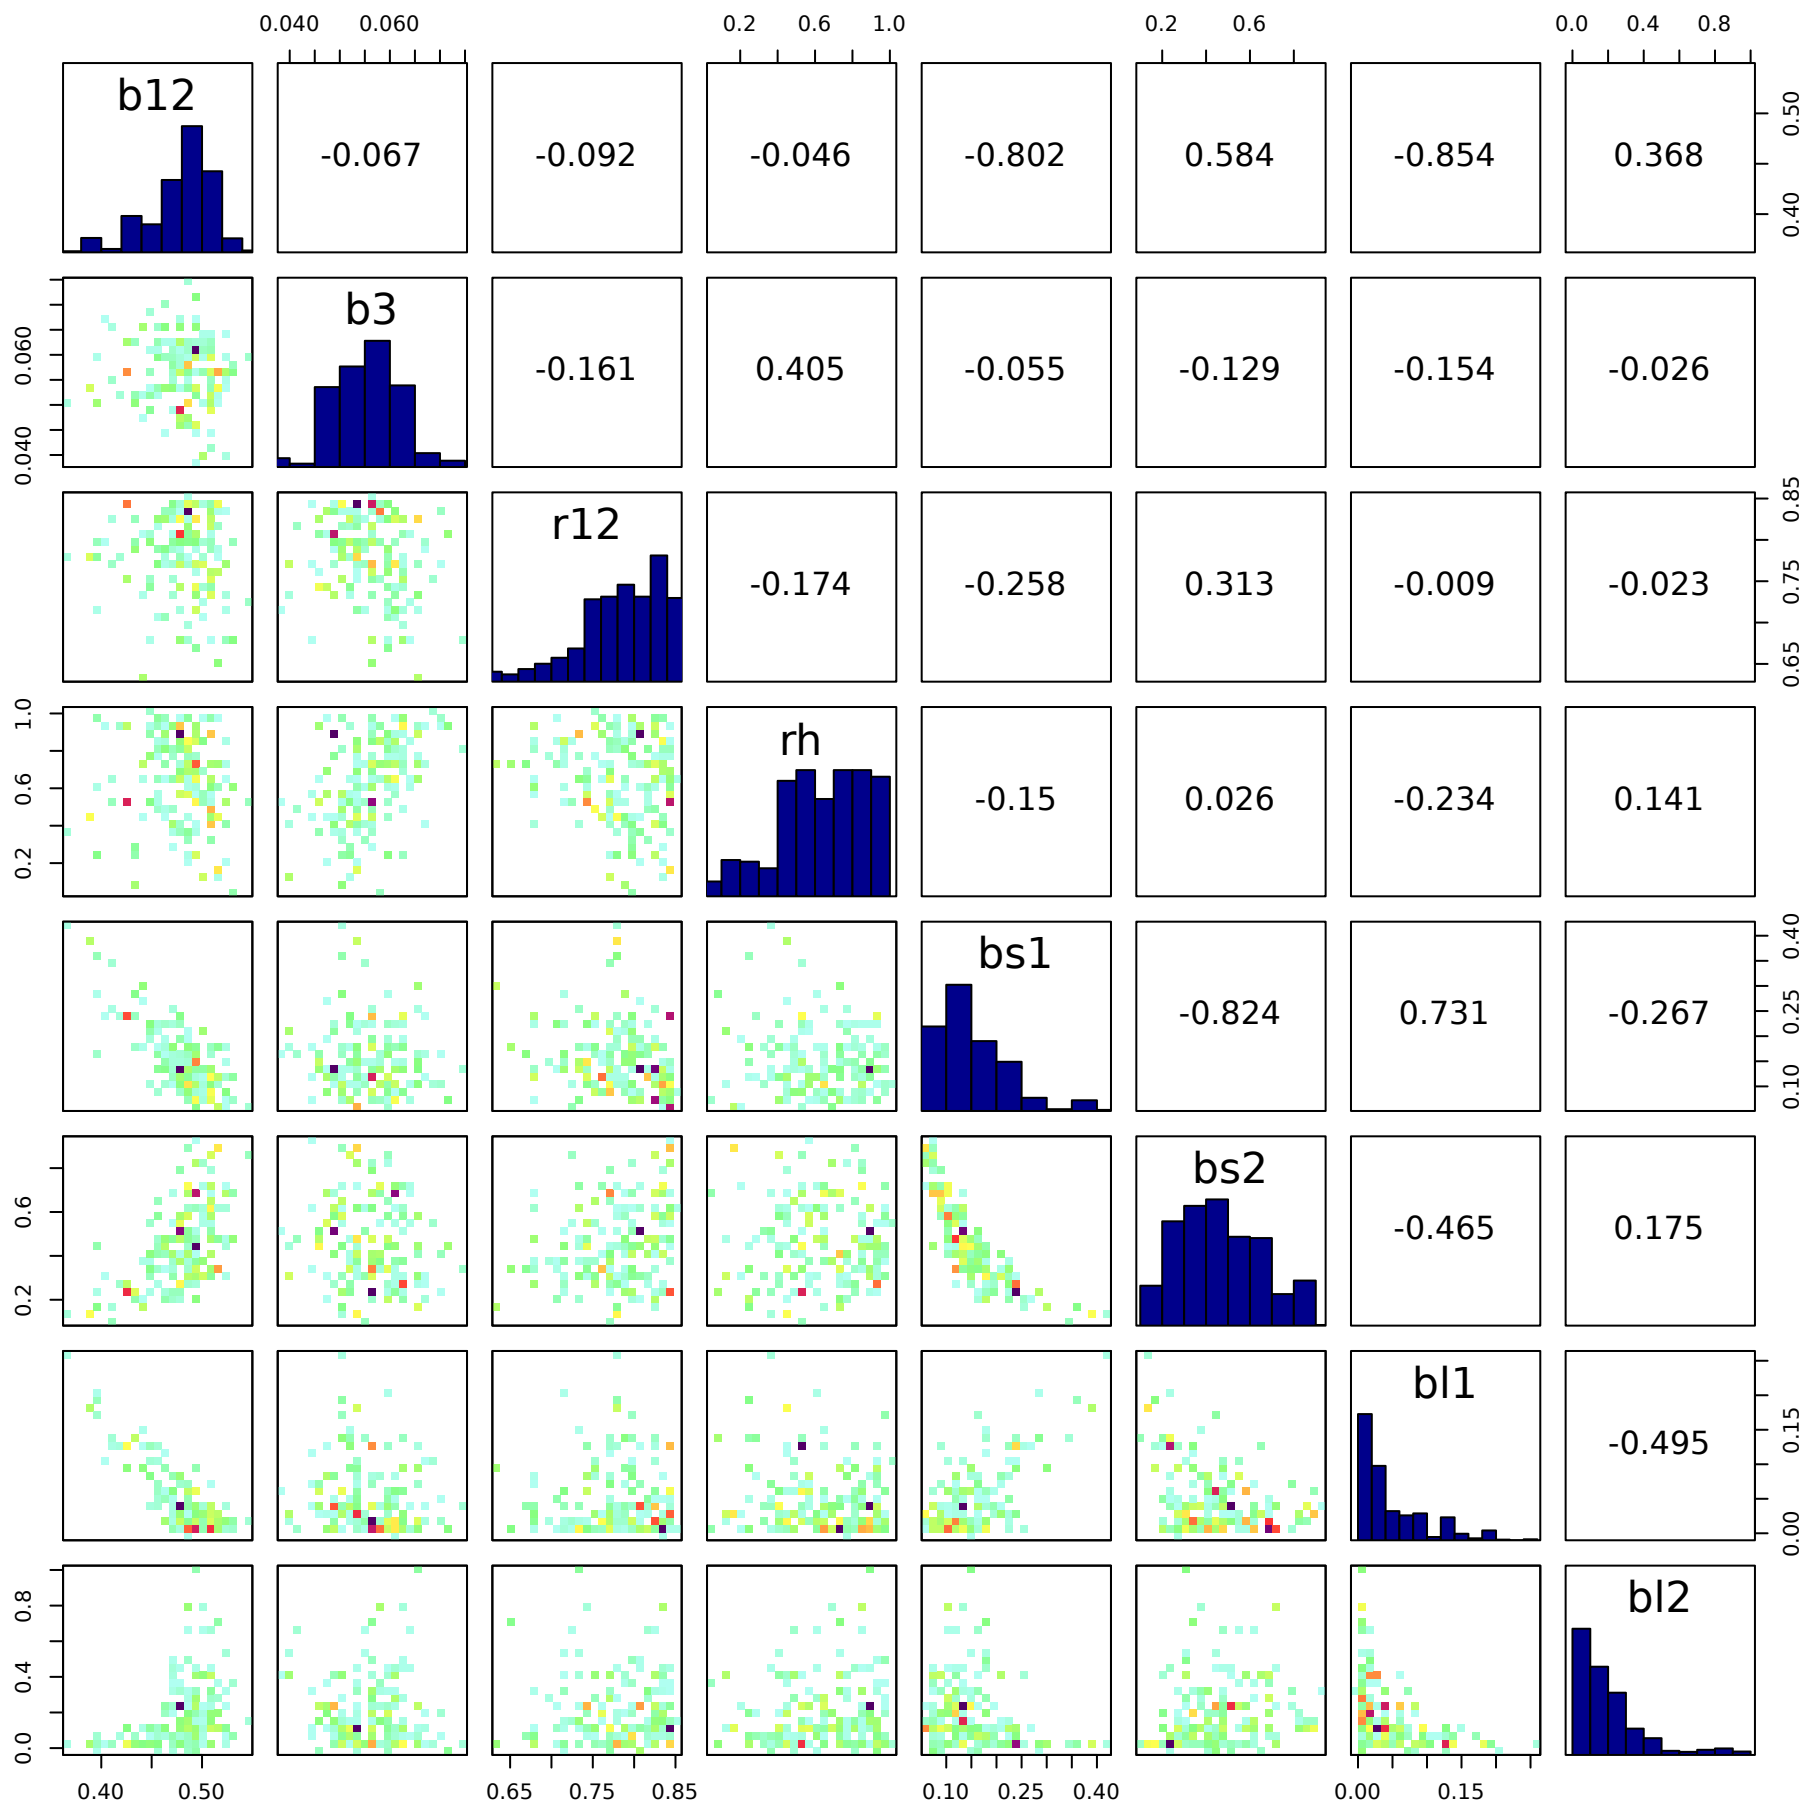 0.040 0.060 0.2 0.6 1.0 0.2 0.6 0.0 0.4 0.8
b12 -0.067 -0.092 -0.046 -0.802 0.584 -0.854 0.368 0.40 0.50
0.040 0.060 b3 -0.161 0.405 -0.055 -0.129 -0.154 -0.026
r12 -0.174 -0.258 0.313 -0.009 -0.023 0.65 0.75 0.85
0.2 0.6 1.0 rh -0.15 0.026 -0.234 0.141
bs1 -0.824 0.731 -0.267 0.10 0.25 0.40
0.2 0.6 bs2 -0.465 0.175
bl1 -0.495 0.00 0.15
0.0 0.4 0.8 bl2
0.40 0.50 0.65 0.75 0.85 0.10 0.25 0.40 0.00 0.15